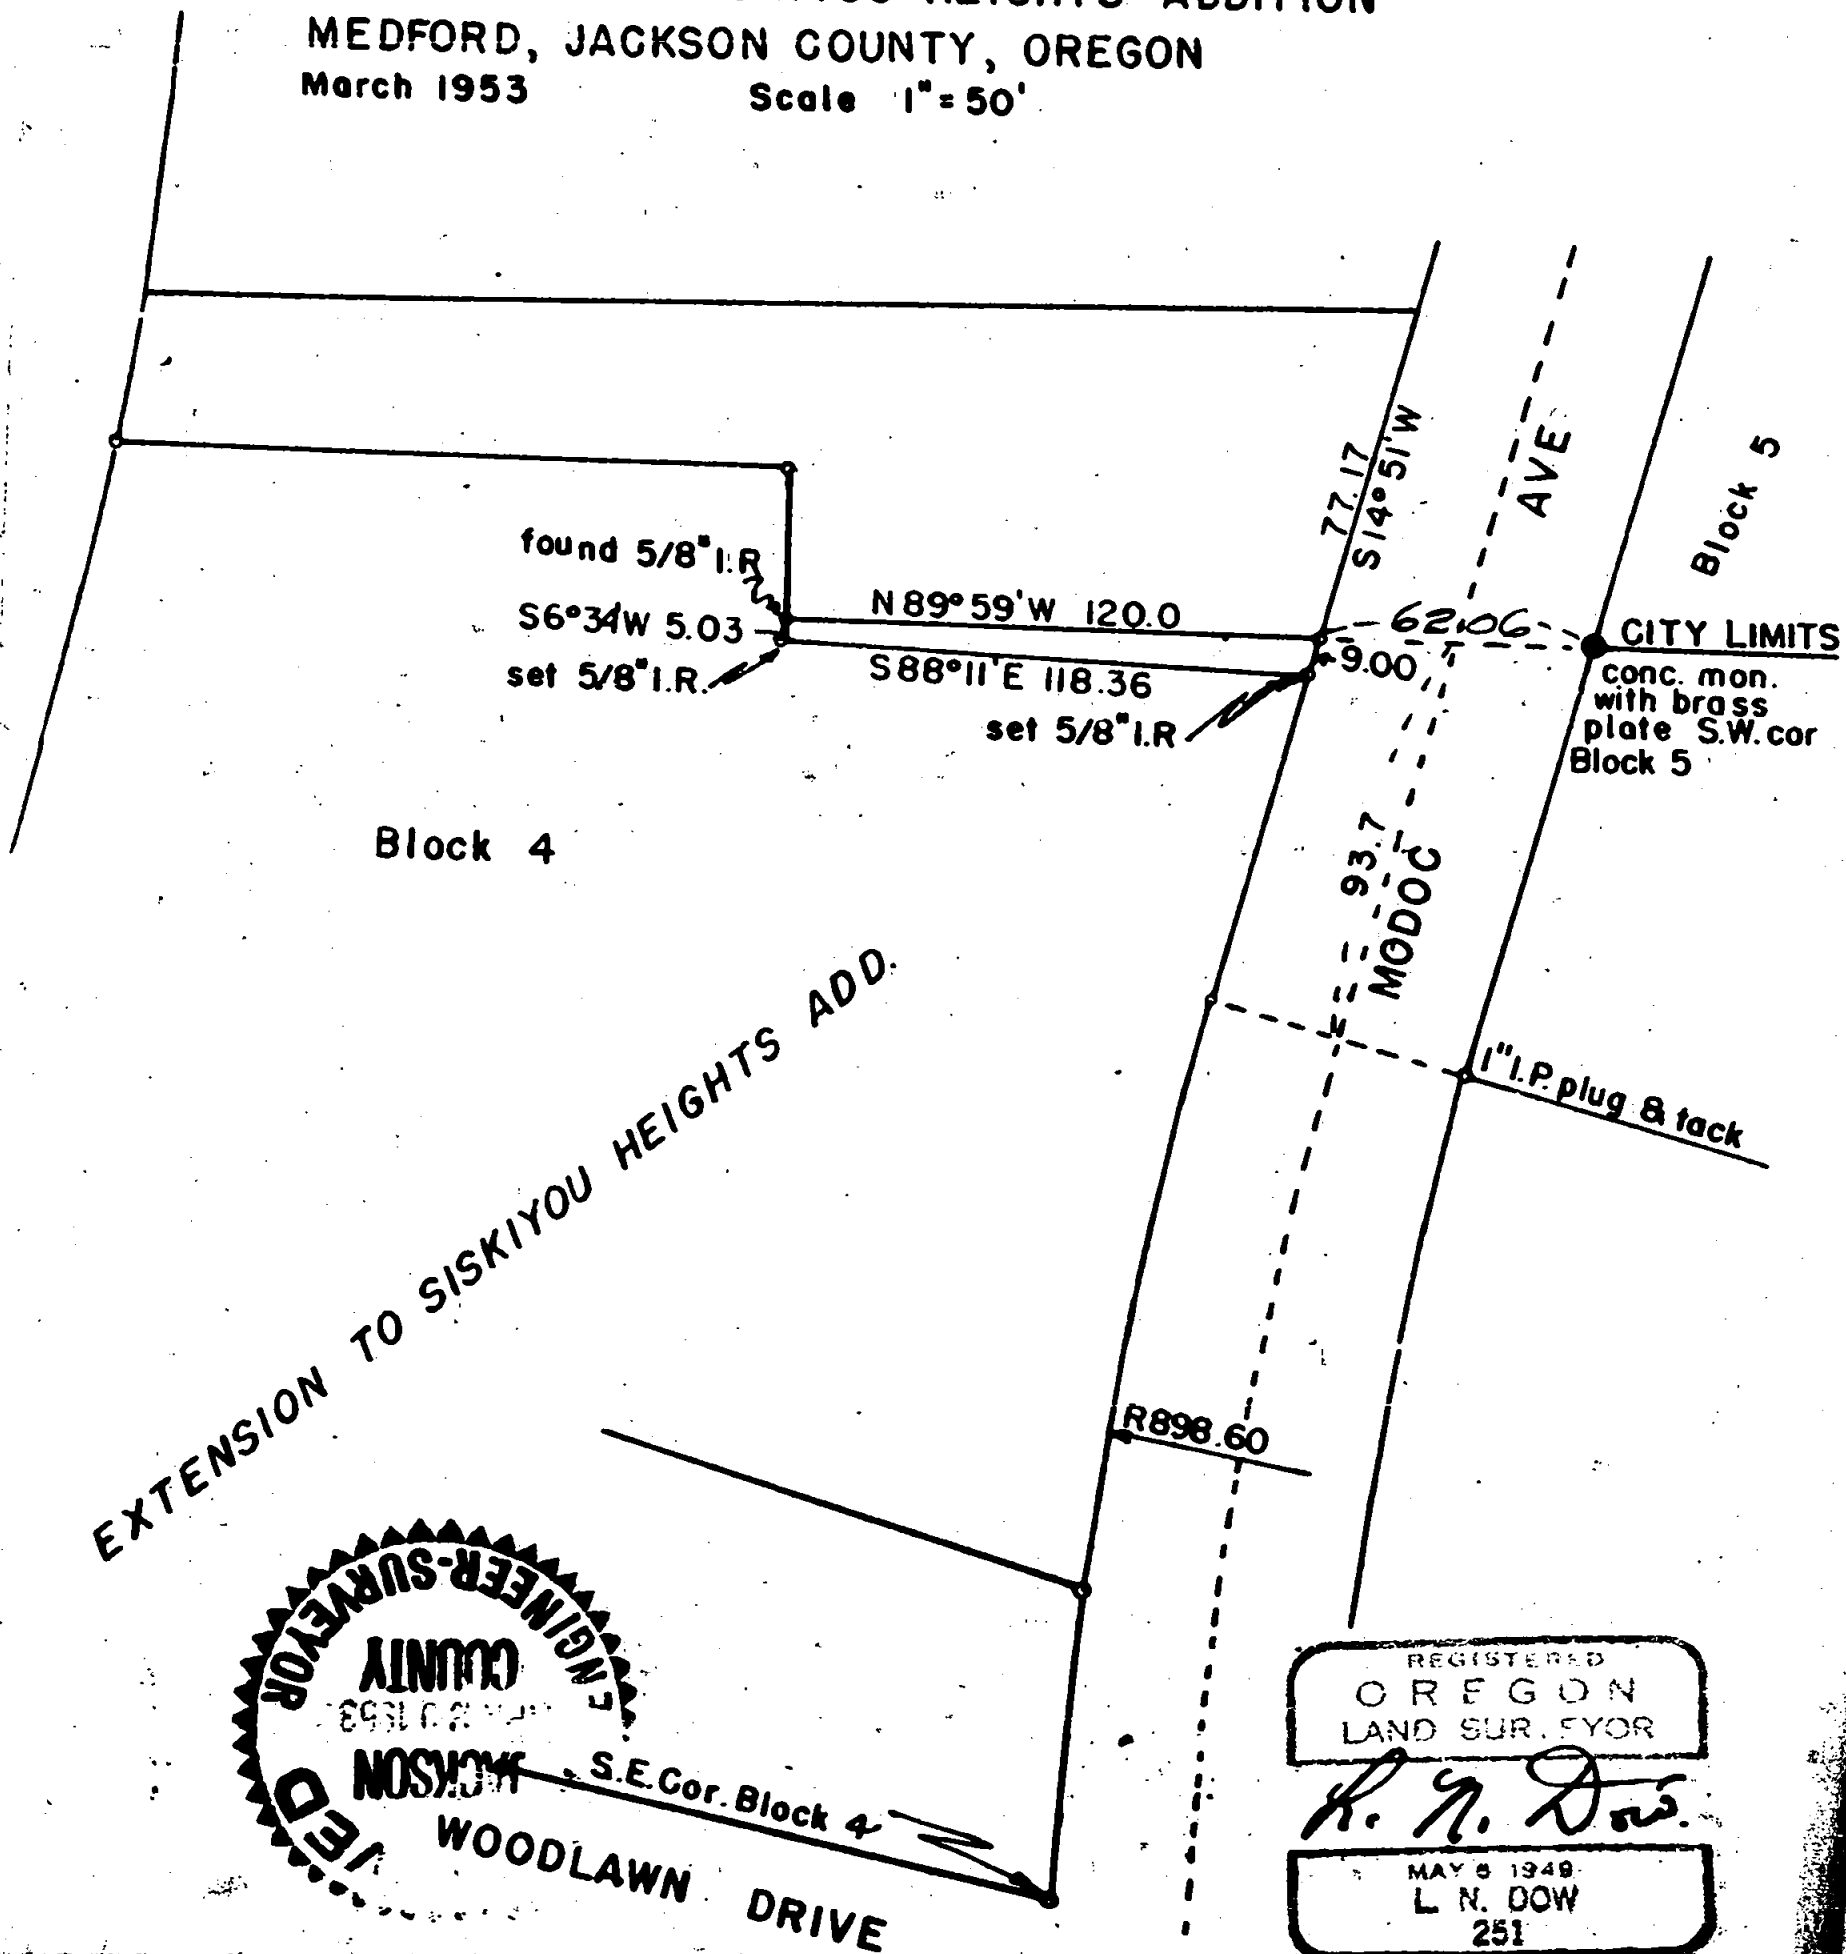 HEIGHTS ADDITION
MEDFORD, JACKSON COUNTY, OREGON
March 1953 Scale 1"=50'
77.17
S14°51'W
AVE
Block 5
found 5/8" I.R
N89°59'W 120.0
S6°34W 5.03
62.06
CITY LIMITS
set 5/8" I.R.
S88°11'E 118.36
9.00
conc. mon.
with brass
plate S.W. cor
Block 5
set 5/8" I.R
Block 4
93.7
MODOC
EXTENSION TO SISKIYOU HEIGHTS ADD.
1" I.P. plug & tack
R898.60
ENGINEER-SURVEYOR
COUNTY
JACKSON
S.E. Cor. Block 4
WOODLAWN DRIVE
REGISTERED
OREGON
LAND SURVEYOR
L. N. Dow.
MAY 1949
L. N. DOW
251